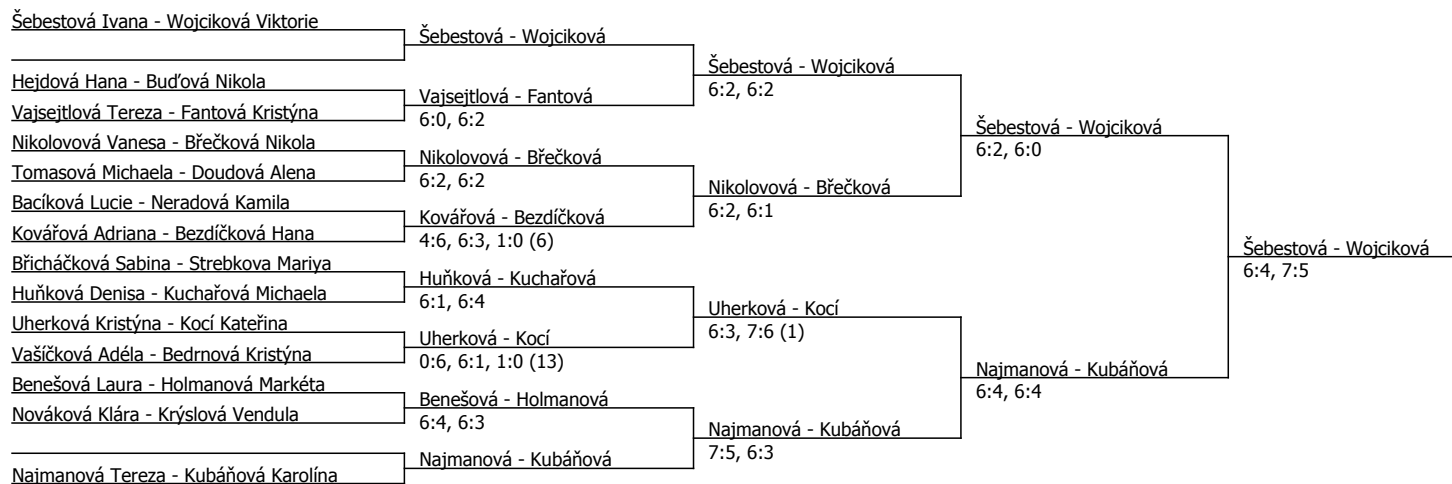 Šebestová Ivana - Wojciková Viktorie
Hejdová Hana - Buďová Nikola
Vajsejtlová Tereza - Fantová Kristýna
Nikolovová Vanesa - Břečková Nikola
Tomasová Michaela - Doudová Alena
Bacíková Lucie - Neradová Kamila
Kovářová Adriana - Bezdíčková Hana
Břicháčková Sabina - Strebkova Mariya
Huňková Denisa - Kuchařová Michaela
Uherková Kristýna - Kocí Kateřina
Vašíčková Adéla - Bedrnová Kristýna
Benešová Laura - Holmanová Markéta
Nováková Klára - Krýslová Vendula
Najmanová Tereza - Kubáňová Karolína
Šebestová - Wojciková
Vajsejtlová - Fantová
6:0, 6:2
Nikolovová - Břečková
6:2, 6:2
Kovářová - Bezdíčková
4:6, 6:3, 1:0 (6)
Huňková - Kuchařová
6:1, 6:4
Uherková - Kocí
0:6, 6:1, 1:0 (13)
Benešová - Holmanová
6:4, 6:3
Najmanová - Kubáňová
Šebestová - Wojciková
6:2, 6:2
Nikolovová - Břečková
6:2, 6:1
Uherková - Kocí
6:3, 7:6 (1)
Najmanová - Kubáňová
7:5, 6:3
Šebestová - Wojciková
6:2, 6:0
Najmanová - Kubáňová
6:4, 6:4
Šebestová - Wojciková
6:4, 7:5